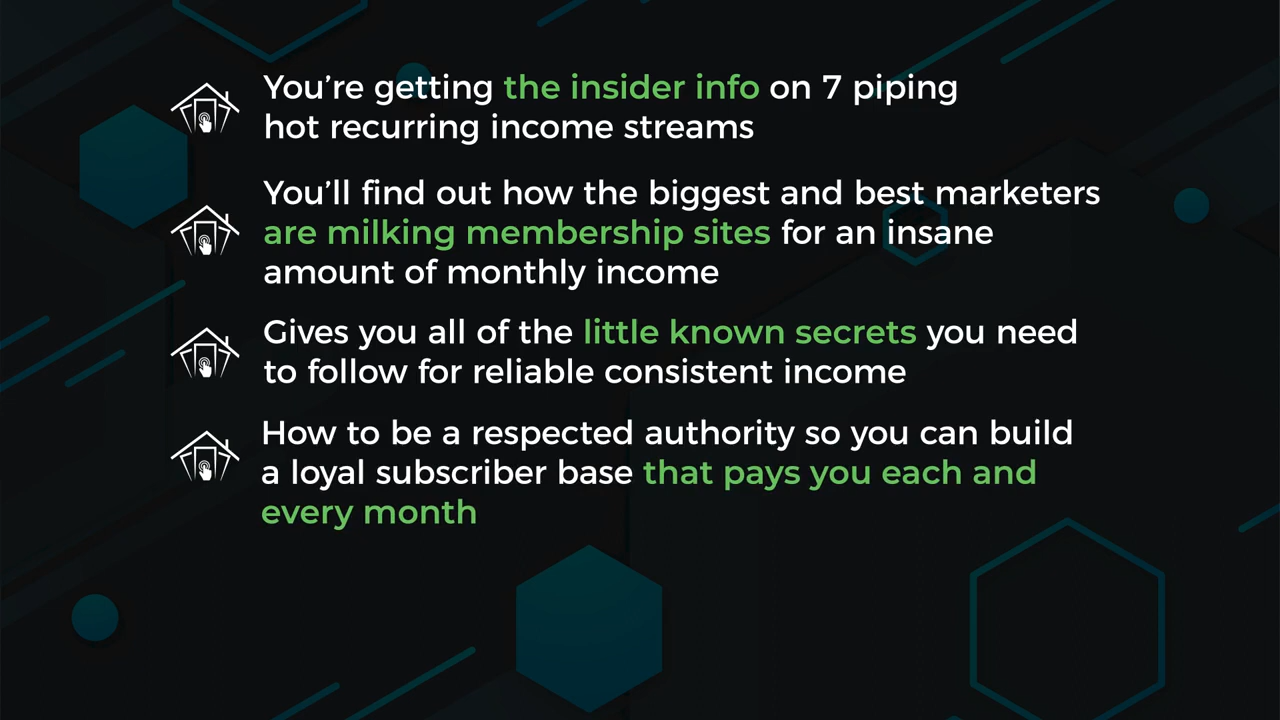 You’re getting the insider info on 7 piping
hot recurring income streams
You’ll find out how the biggest and best marketers
are milking membership sites for an insane
amount of monthly income
Gives you all of the little known secrets you need
to follow for reliable consistent income
How to be a respected authority so you can build
a loyal subscriber base that pays you each and
every month